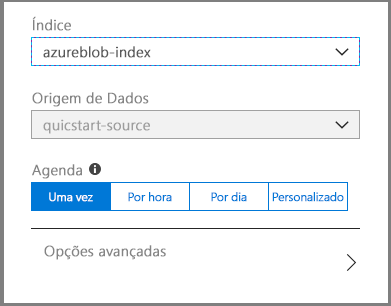 Índice
azureblob-index
Origem de Dados
quicstart-source
Agenda
Uma vez Por hora Por dia Personalizado
Opções avançadas